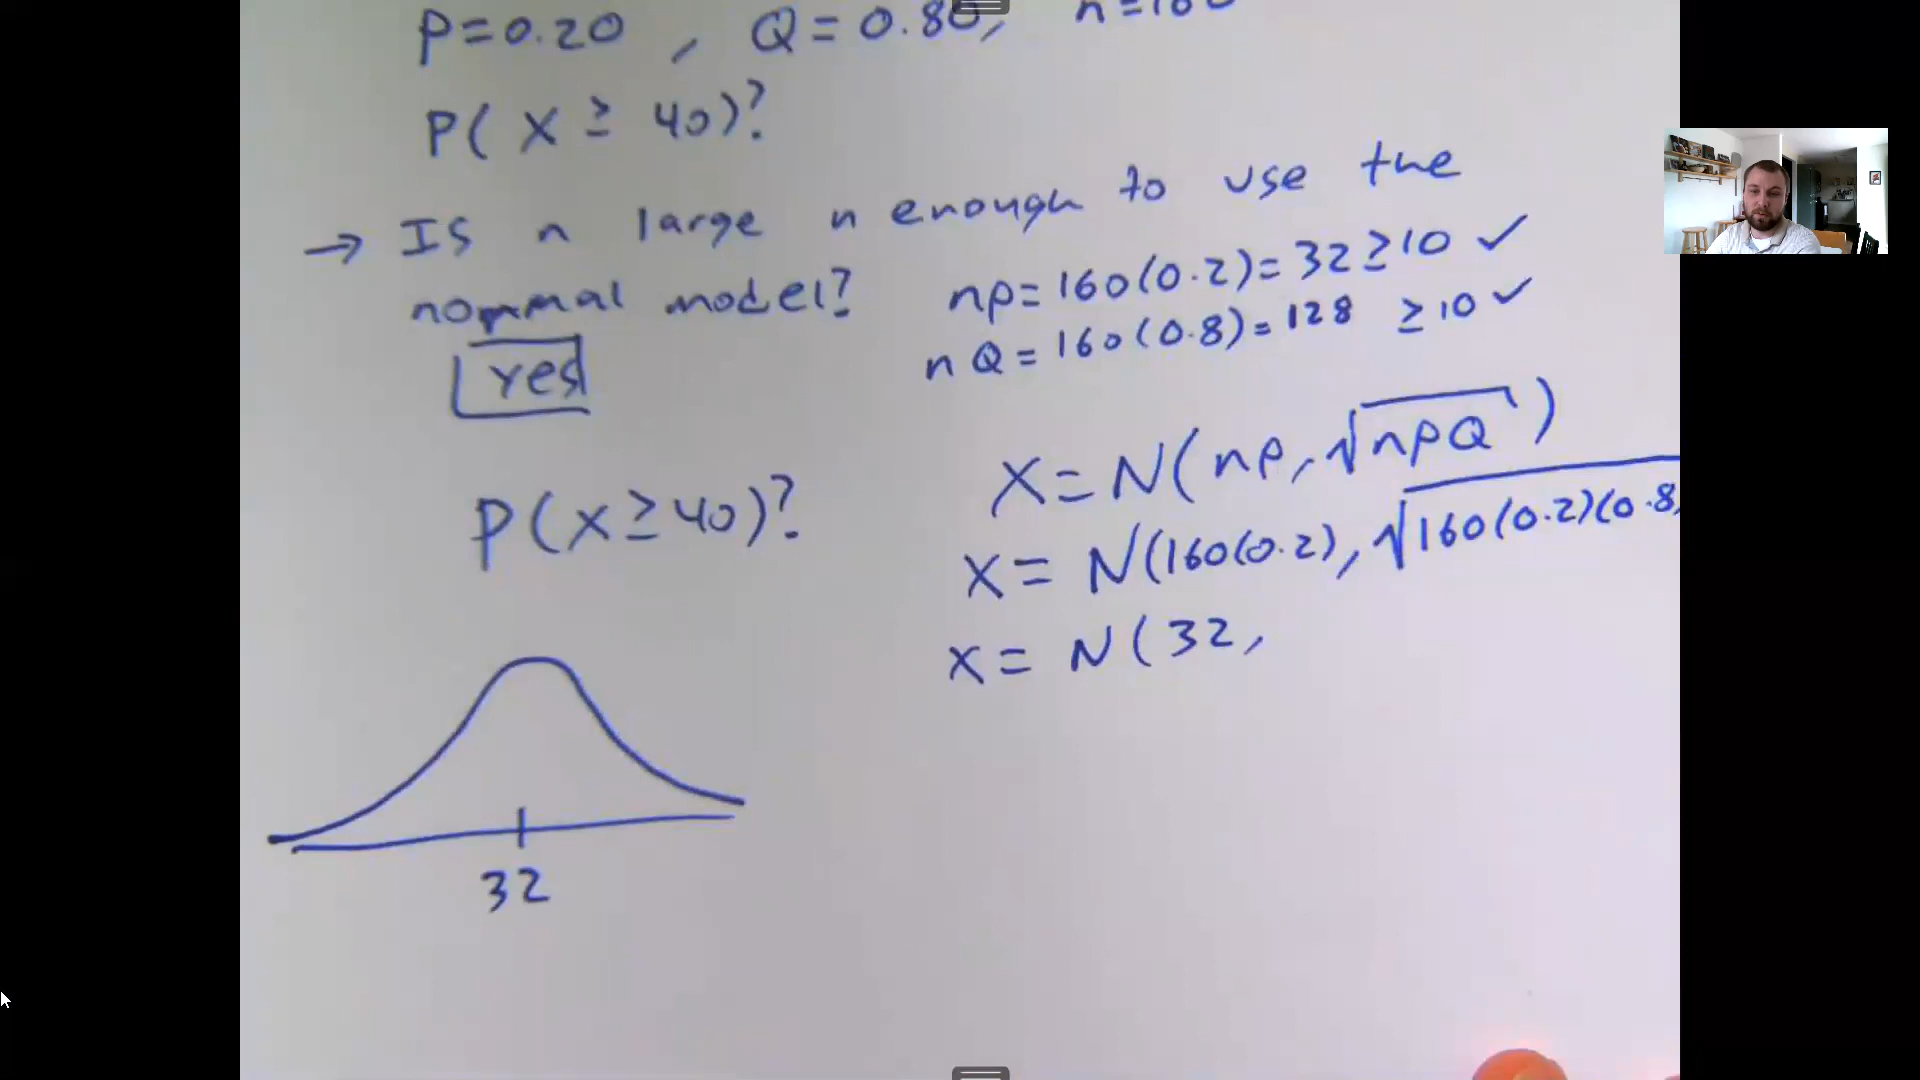 P=0.20 , Q=0.80, n=160
P( X ≥ 40)?
→ Is n large n enough to use the
normal model?
np=160(0.2)=32≥10 ✓
nQ=160(0.8)=128 ≥10 ✓
yes
X=N(np,√npQ)
P(X≥40)?
X= N(160(0.2),√160(0.2)(0.8)
X= N(32,
32